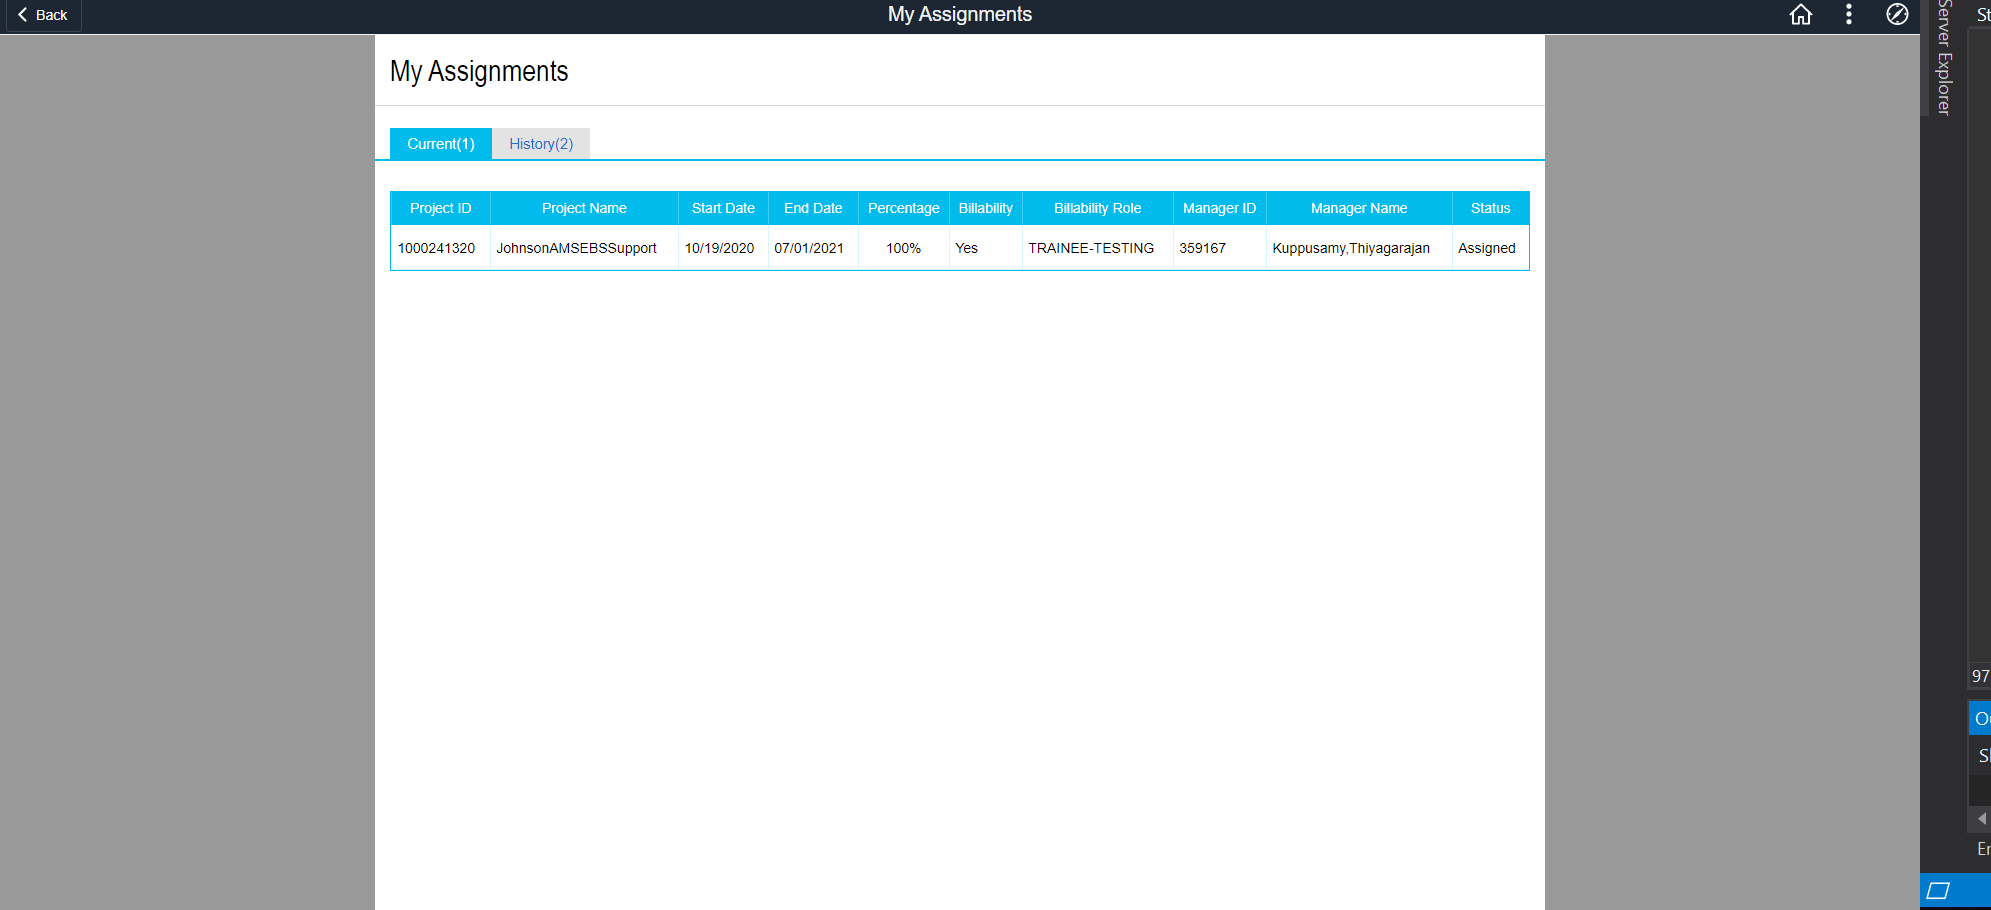 Back
My Assignments
Server Explorer
My Assignments
Current(1) History(2)
Project ID Project Name Start Date End Date Percentage Billability Billability Role Manager ID Manager Name Status
1000241320 JohnsonAMSEBSSupport 10/19/2020 07/01/2021 100% Yes TRAINEE-TESTING 359167 Kuppusamy,Thiyagarajan Assigned
97